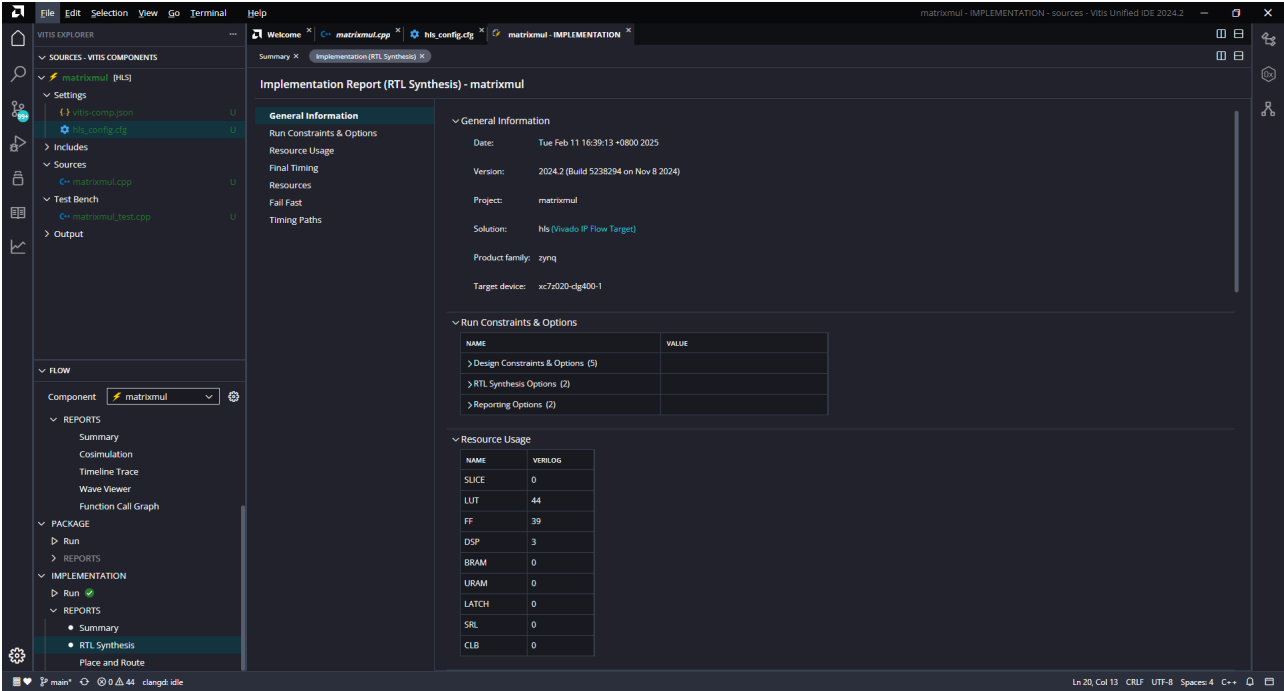 File Edit Selection View Go Terminal Help
matrixmul - IMPLEMENTATION - sources - Vitis Unified IDE 2024.2
VITIS EXPLORER
SOURCES - VITIS COMPONENTS
matrixmul [HLS]
Settings
{.} vitis-comp.json U
hls_config.cfg U
Includes
Sources
C++ matrixmul.cpp U
Test Bench
C++ matrixmul_test.cpp U
Output
99+
FLOW
Component matrixmul
REPORTS
Summary
Cosimulation
Timeline Trace
Wave Viewer
Function Call Graph
PACKAGE
Run
REPORTS
IMPLEMENTATION
Run
REPORTS
Summary
RTL Synthesis
Place and Route
Welcome × C++ matrixmul.cpp × hls_config.cfg × matrixmul - IMPLEMENTATION ×
Summary × Implementation (RTL Synthesis) ×
Implementation Report (RTL Synthesis) - matrixmul
General Information
Run Constraints & Options
Resource Usage
Final Timing
Resources
Fail Fast
Timing Paths
General Information
Date: Tue Feb 11 16:39:13 +0800 2025
Version: 2024.2 (Build 5238294 on Nov 8 2024)
Project: matrixmul
Solution: hls (Vivado IP Flow Target)
Product family: zynq
Target device: xc7z020-clg400-1
Run Constraints & Options
NAME VALUE
Design Constraints & Options (5)
RTL Synthesis Options (2)
Reporting Options (2)
Resource Usage
NAME VERILOG
SLICE 0
LUT 44
FF 39
DSP 3
BRAM 0
URAM 0
LATCH 0
SRL 0
CLB 0
0x
main* 0 44 clangd: idle
Ln 20, Col 13 CRLF UTF-8 Spaces: 4 C++